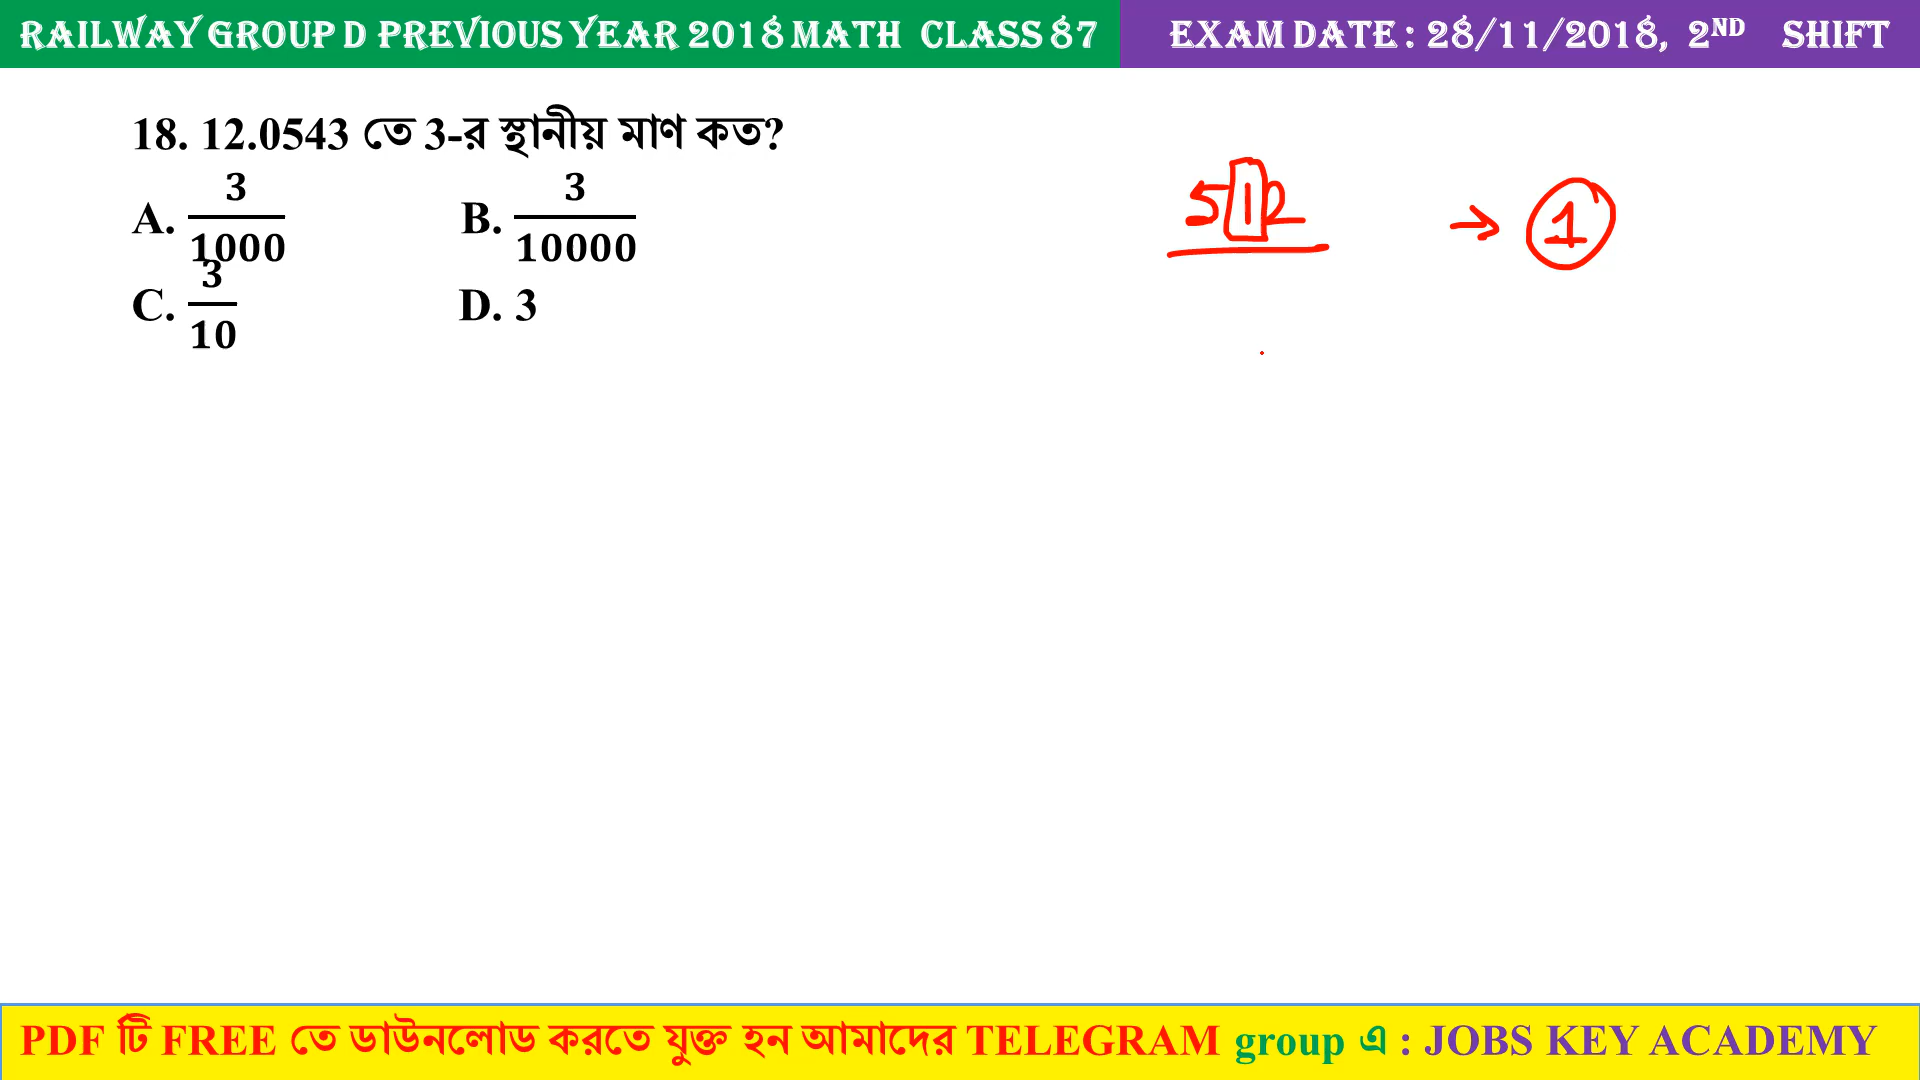 RAILWAY GROUP D PREVIOUS YEAR 2018 MATH CLASS 87 EXAM DATE : 28/11/2018, 2ND SHIFT
18. 12.0543 তে 3-র স্থানীয় মাণ কত?
A. 3/1000 B. 3/10000
C. 3/10 D. 3
512 → 1
PDF টি FREE তে ডাউনলোড করতে যুক্ত হন আমাদের TELEGRAM group এ : JOBS KEY ACADEMY